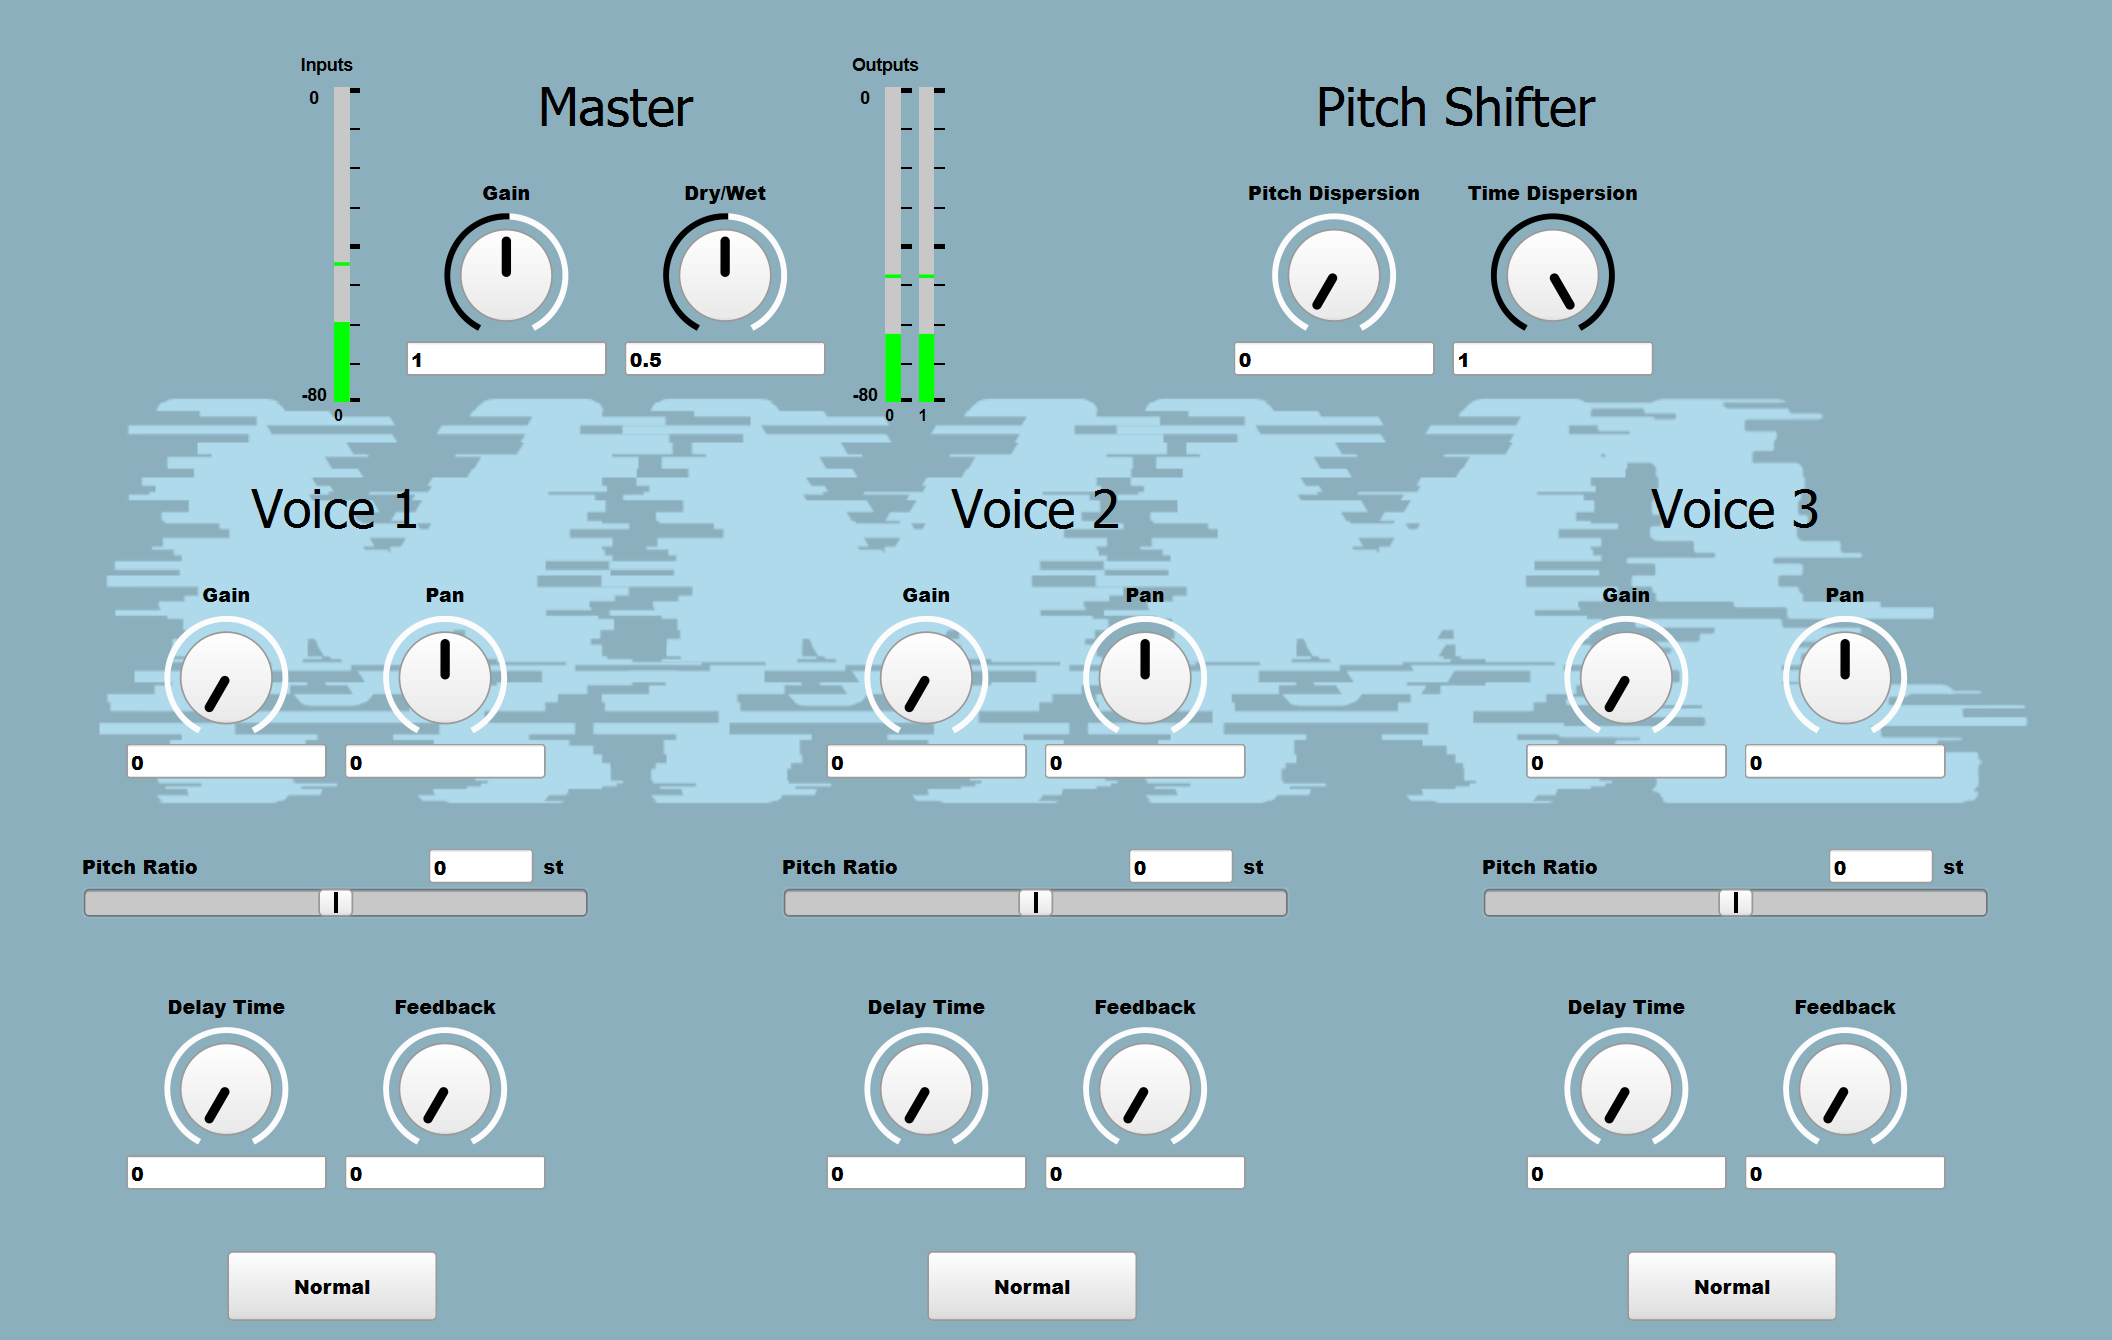 Inputs
Outputs
0
Master
0
Pitch Shifter
Gain
Dry/Wet
Pitch Dispersion
Time Dispersion
1
0.5
0
1
-80
-80
0
0
1
Voice 1
Voice 2
Voice 3
Gain
Pan
Gain
Pan
Gain
Pan
0
0
0
0
0
0
Pitch Ratio
0
st
Pitch Ratio
0
st
Pitch Ratio
0
st
Delay Time
Feedback
Delay Time
Feedback
Delay Time
Feedback
0
0
0
0
0
0
Normal
Normal
Normal